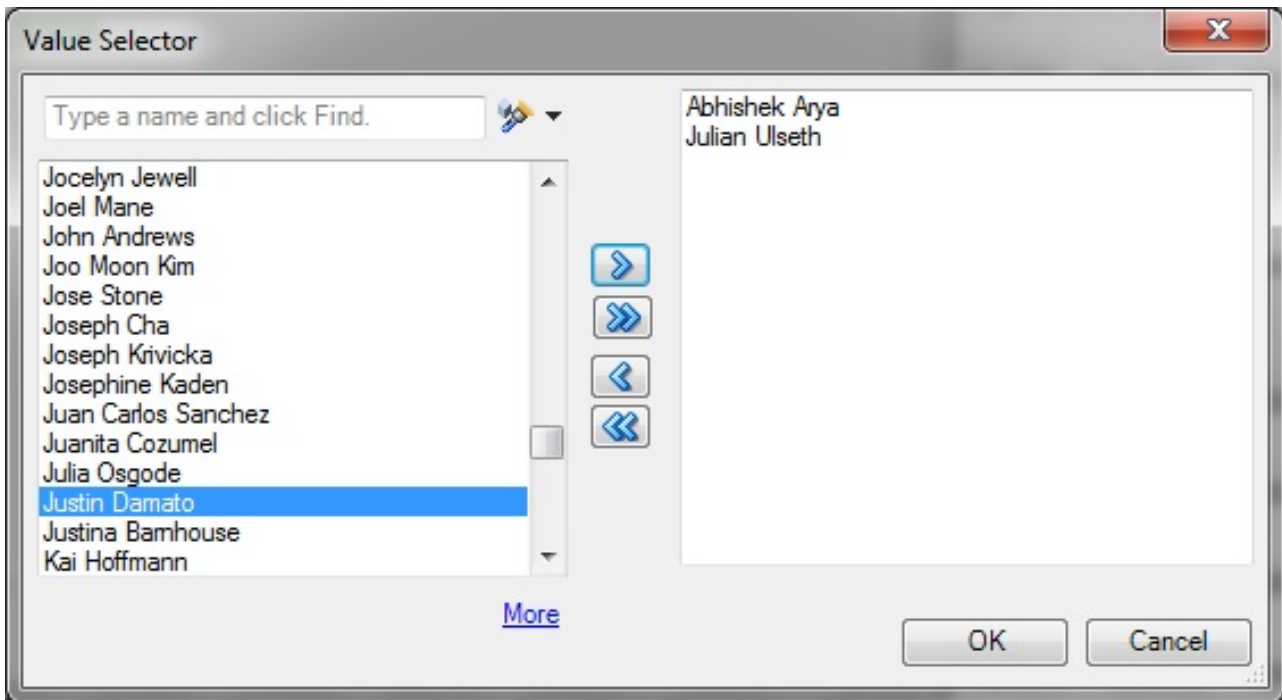 Value Selector
Type a name and click Find.
Jocelyn Jewell
Joel Mane
John Andrews
Joo Moon Kim
Jose Stone
Joseph Cha
Joseph Krivicka
Josephine Kaden
Juan Carlos Sanchez
Juanita Cozumel
Julia Osgode
Justin Damato
Justina Barnhouse
Kai Hoffmann
More
Abhishek Arya
Julian Ulseth
OK
Cancel